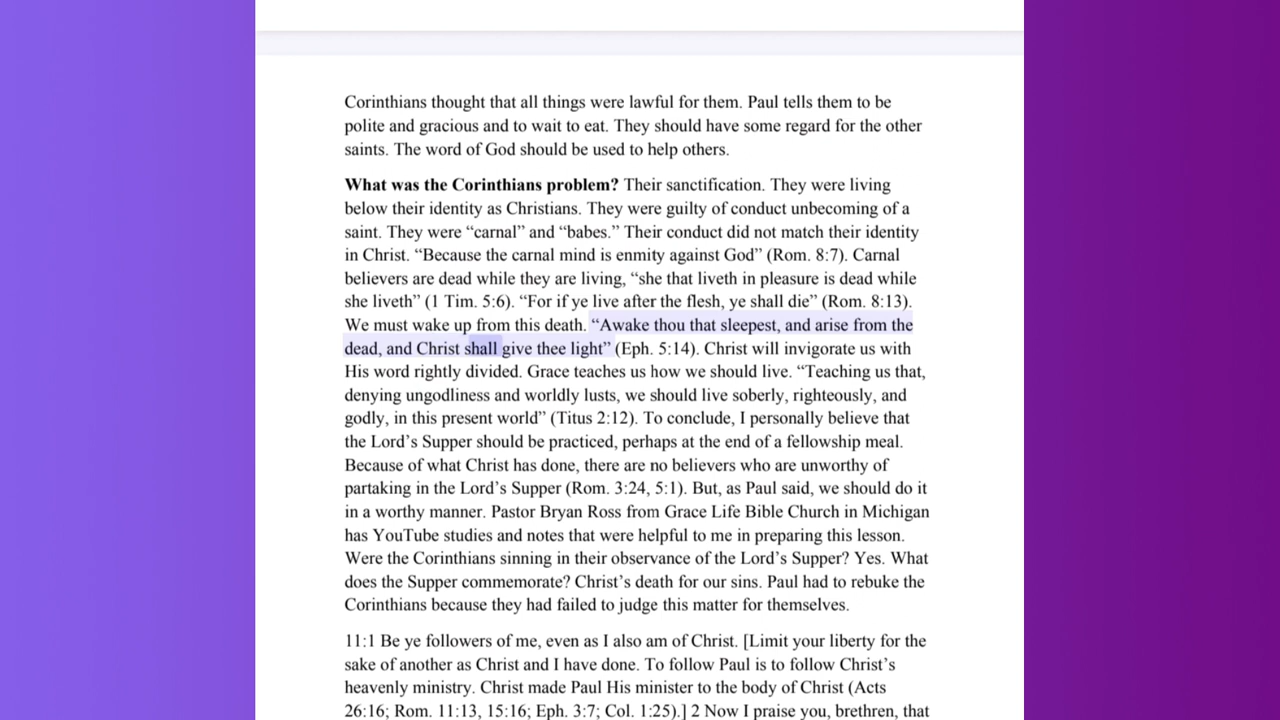 Corinthians thought that all things were lawful for them. Paul tells them to be
polite and gracious and to wait to eat. They should have some regard for the other
saints. The word of God should be used to help others.
What was the Corinthians problem? Their sanctification. They were living
below their identity as Christians. They were guilty of conduct unbecoming of a
saint. They were “carnal” and “babes.” Their conduct did not match their identity
in Christ. “Because the carnal mind is enmity against God” (Rom. 8:7). Carnal
believers are dead while they are living, “she that liveth in pleasure is dead while
she liveth” (1 Tim. 5:6). “For if ye live after the flesh, ye shall die” (Rom. 8:13).
We must wake up from this death. “Awake thou that sleepest, and arise from the
dead, and Christ shall give thee light” (Eph. 5:14). Christ will invigorate us with
His word rightly divided. Grace teaches us how we should live. “Teaching us that,
denying ungodliness and worldly lusts, we should live soberly, righteously, and
godly, in this present world” (Titus 2:12). To conclude, I personally believe that
the Lord’s Supper should be practiced, perhaps at the end of a fellowship meal.
Because of what Christ has done, there are no believers who are unworthy of
partaking in the Lord’s Supper (Rom. 3:24, 5:1). But, as Paul said, we should do it
in a worthy manner. Pastor Bryan Ross from Grace Life Bible Church in Michigan
has YouTube studies and notes that were helpful to me in preparing this lesson.
Were the Corinthians sinning in their observance of the Lord’s Supper? Yes. What
does the Supper commemorate? Christ’s death for our sins. Paul had to rebuke the
Corinthians because they had failed to judge this matter for themselves.
11:1 Be ye followers of me, even as I also am of Christ. [Limit your liberty for the
sake of another as Christ and I have done. To follow Paul is to follow Christ’s
heavenly ministry. Christ made Paul His minister to the body of Christ (Acts
26:16; Rom. 11:13, 15:16; Eph. 3:7; Col. 1:25).] 2 Now I praise you, brethren, that